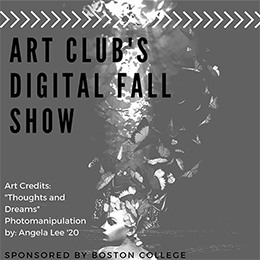 ART CLUB'S
DIGITAL FALL
SHOW
Art Credits:
"Thoughts and
Dreams"
Photomanipulation
by: Angela Lee '20
SPONSORED BY BOSTON COLLEGE